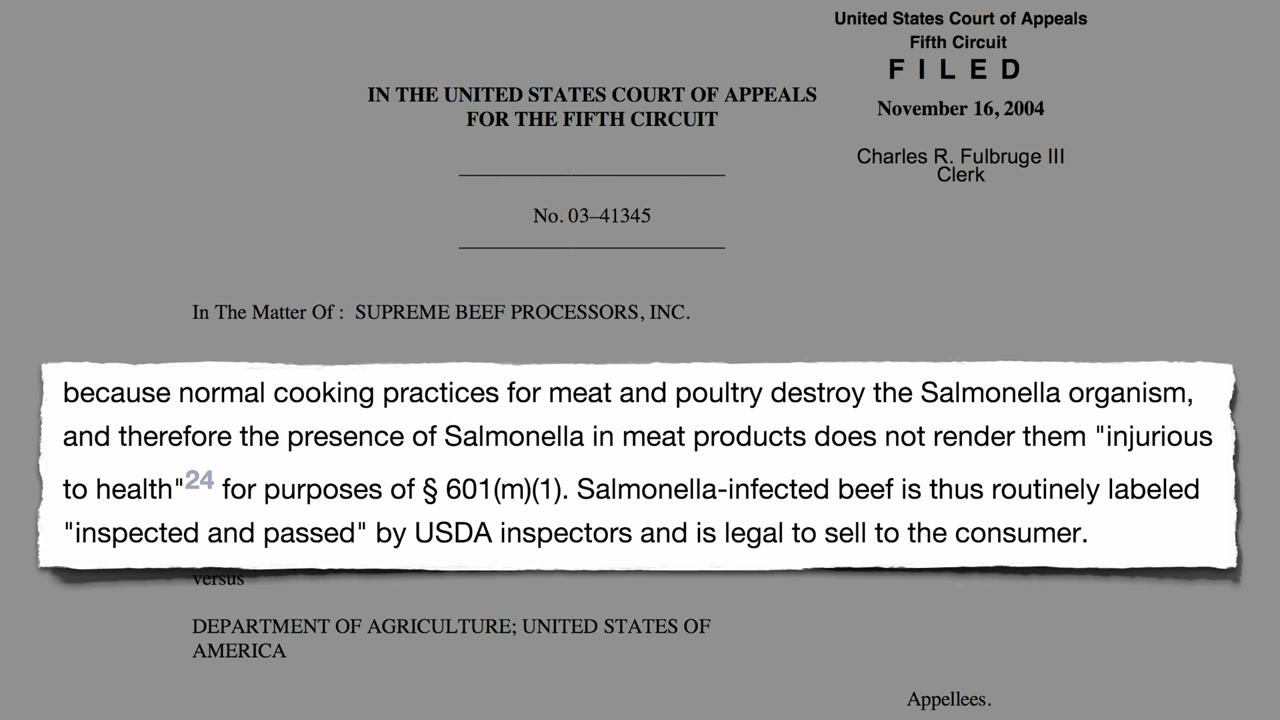 United States Court of Appeals
Fifth Circuit
F I L E D
November 16, 2004
Charles R. Fulbruge III
Clerk
IN THE UNITED STATES COURT OF APPEALS
FOR THE FIFTH CIRCUIT
No. 03–41345
In The Matter Of : SUPREME BEEF PROCESSORS, INC.
because normal cooking practices for meat and poultry destroy the Salmonella organism,
and therefore the presence of Salmonella in meat products does not render them "injurious
to health"24 for purposes of § 601(m)(1). Salmonella-infected beef is thus routinely labeled
"inspected and passed" by USDA inspectors and is legal to sell to the consumer.
versus
DEPARTMENT OF AGRICULTURE; UNITED STATES OF
AMERICA
Appellees.